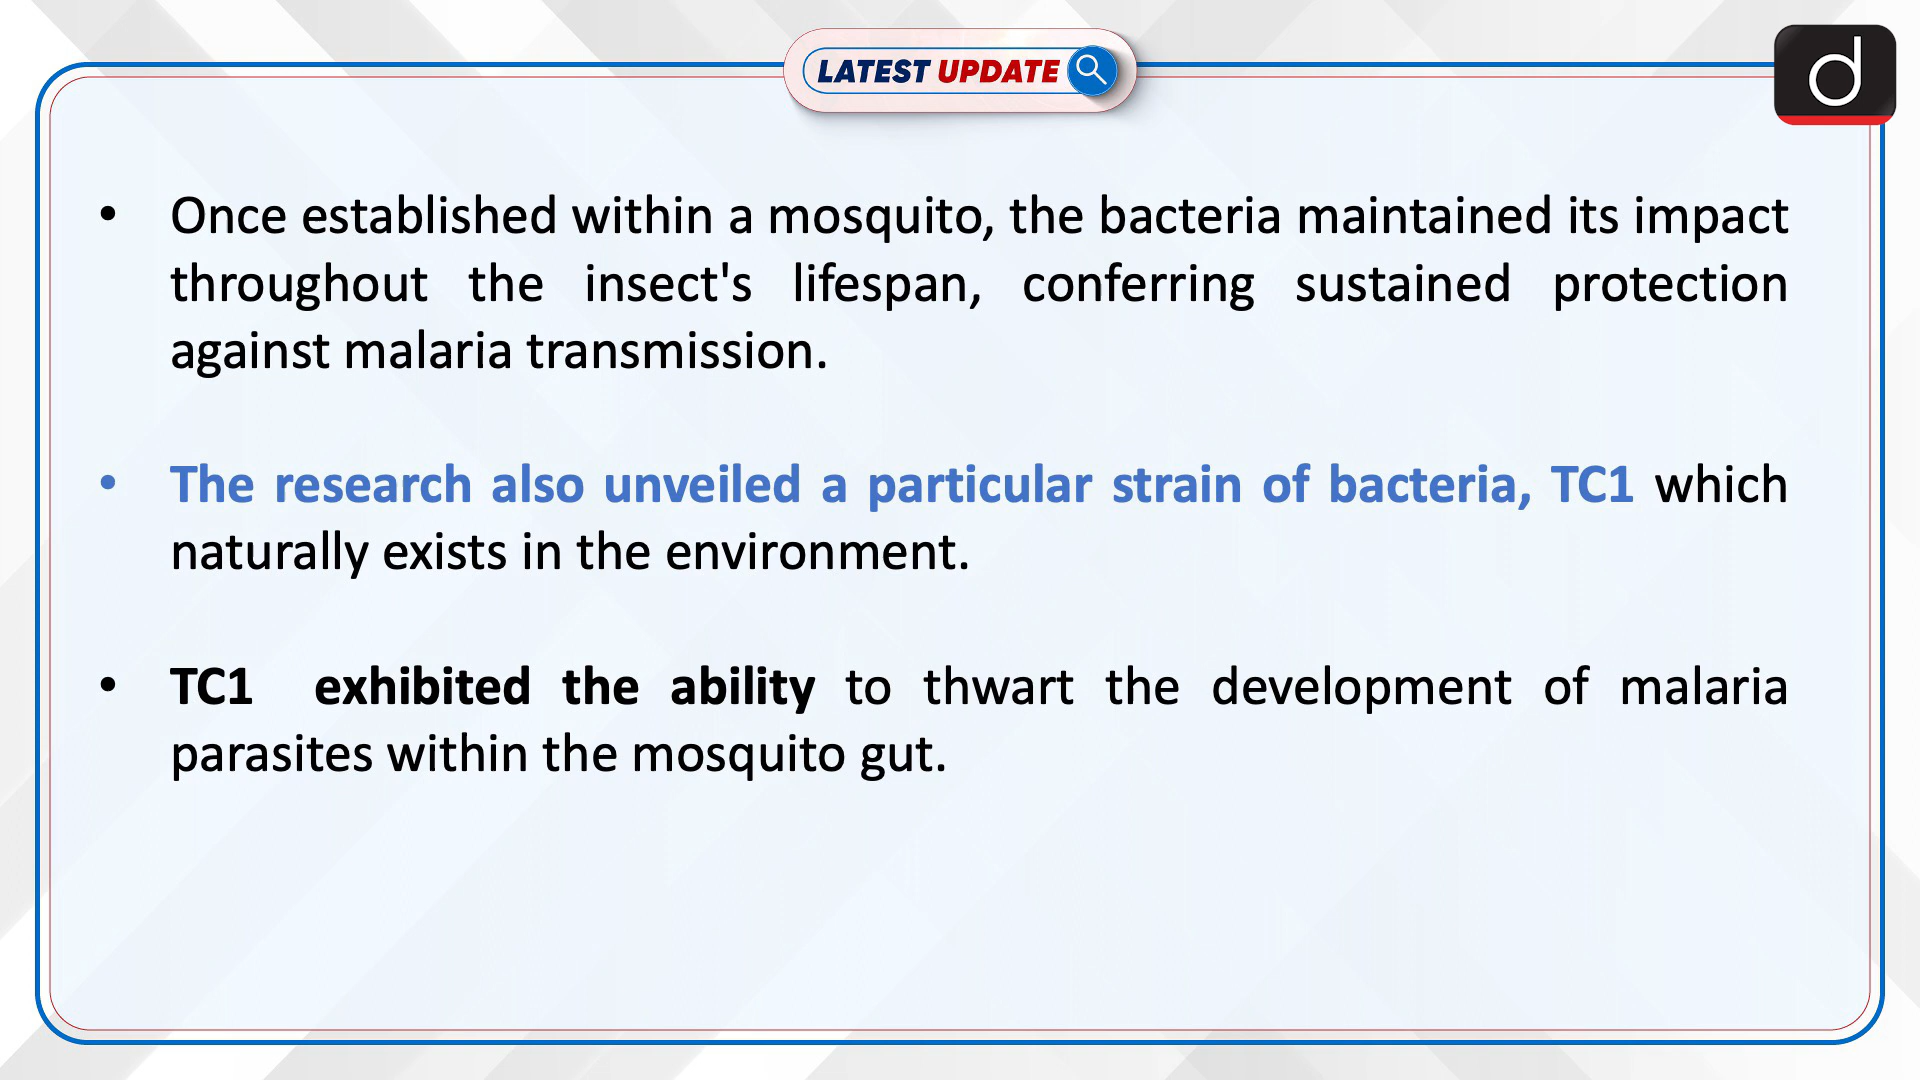 LATEST UPDATE
d
• Once established within a mosquito, the bacteria maintained its impact
throughout the insect's lifespan, conferring sustained protection
against malaria transmission.
• The research also unveiled a particular strain of bacteria, TC1 which
naturally exists in the environment.
• TC1 exhibited the ability to thwart the development of malaria
parasites within the mosquito gut.